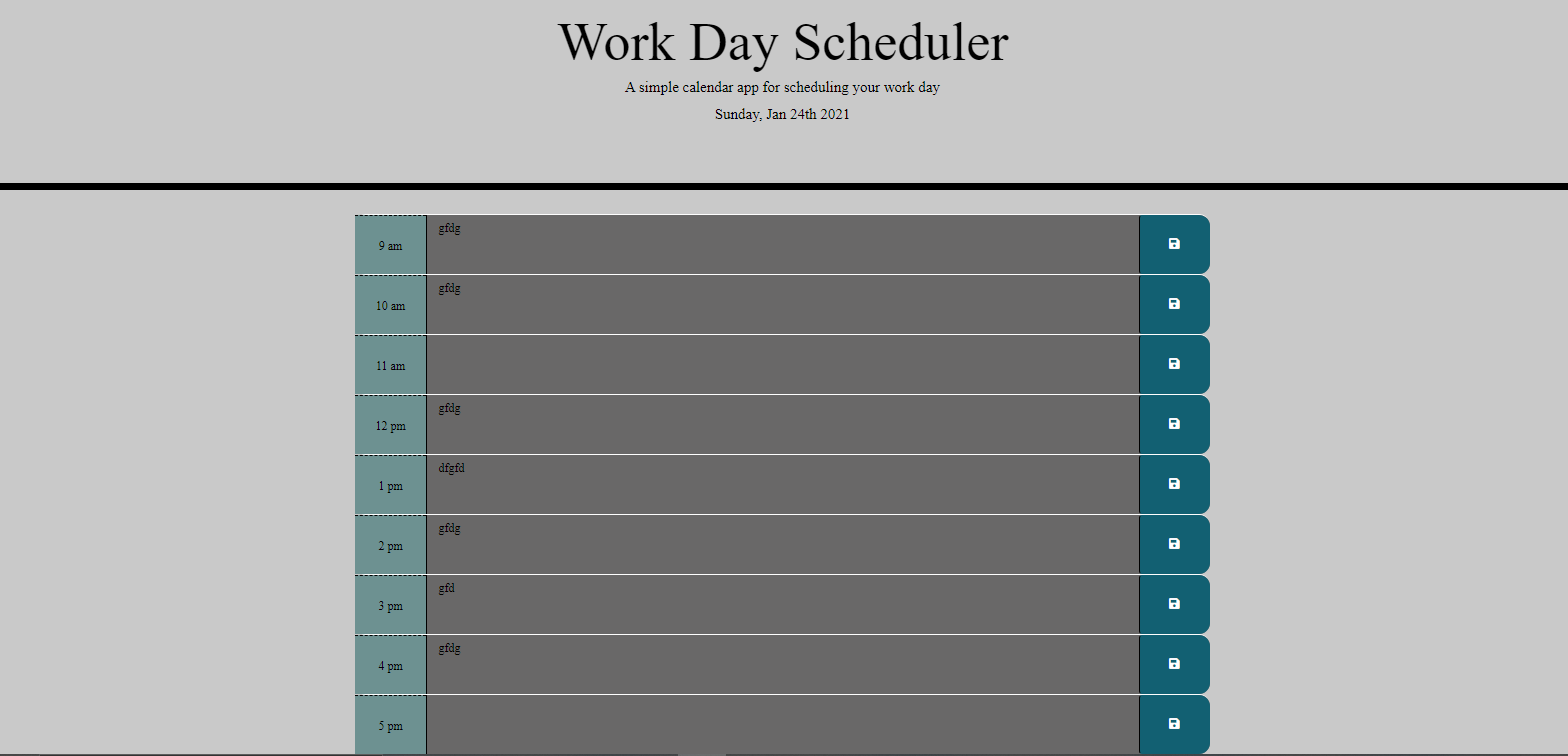 Work Day Scheduler
A simple calendar app for scheduling your work day
Sunday, Jan 24th 2021
9 am gfdg
10 am gfdg
11 am
12 pm gfdg
1 pm dfgfd
2 pm gfdg
3 pm gfd
4 pm gfdg
5 pm